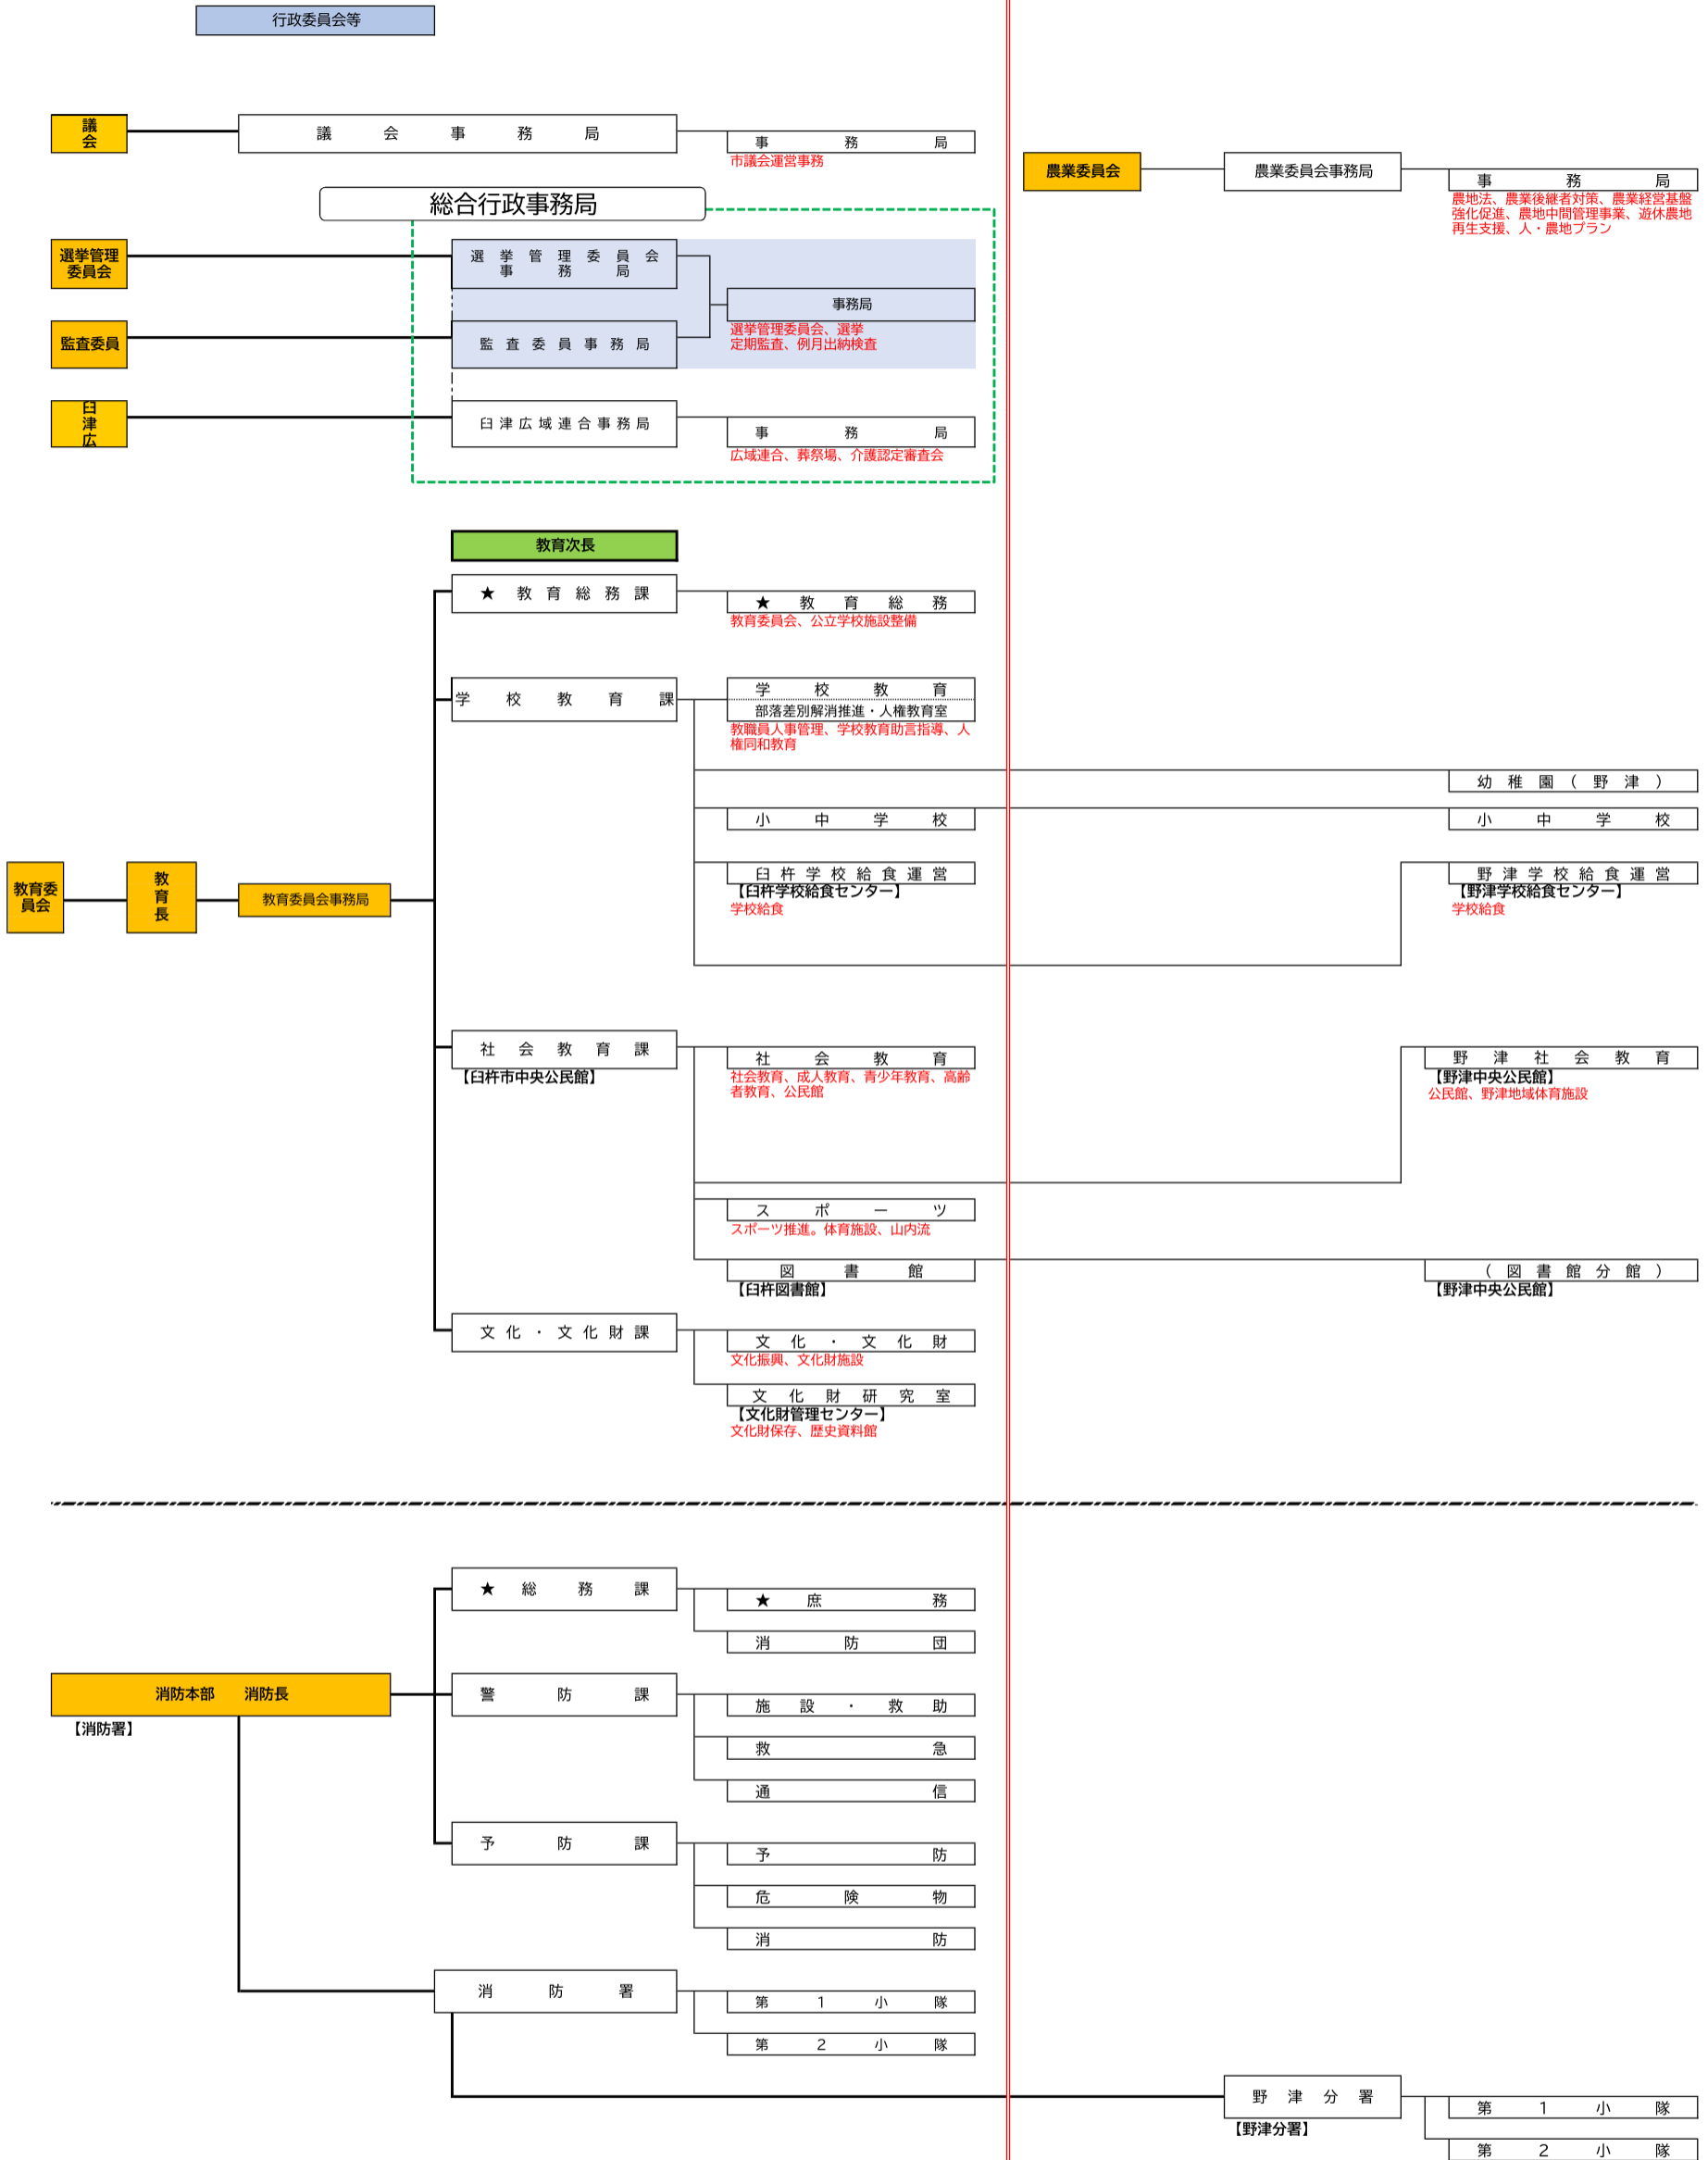 行政委員会等
議会
議会事務局
事務局
市議会運営事務
農業委員会
農業委員会事務局
事務局
農地法、農業後継者対策、農業経営基盤
強化促進、農地中間管理事業、遊休農地
再生支援、人・農地プラン
総合行政事務局
選挙管理
委員会
選挙管理委員会
事務局
事務局
選挙管理委員会、選挙
定期監査、例月出納検査
監査委員
監査委員事務局
臼津広
臼津広域連合事務局
事務局
広域連合、葬祭場、介護認定審査会
教育次長
★教育総務課
★教育総務
教育委員会、公立学校施設整備
学校教育課
学校教育
部落差別解消推進・人権教育室
教職員人事管理、学校教育助言指導、人
権同和教育
幼稚園(野津)
小中学校
小中学校
教育委
員会
教育長
教育委員会事務局
臼杵学校給食運営
【臼杵学校給食センター】
学校給食
野津学校給食運営
【野津学校給食センター】
学校給食
社会教育課
【臼杵市中央公民館】
社会教育
社会教育、成人教育、青少年教育、高齢
者教育、公民館
野津社会教育
【野津中央公民館】
公民館、野津地域体育施設
スポーツ
スポーツ推進。体育施設、山内流
図書館
【臼杵図書館】
(図書館分館)
【野津中央公民館】
文化・文化財課
文化・文化財
文化振興、文化財施設
文化財研究室
【文化財管理センター】
文化財保存、歴史資料館
★総務課
★庶務
消防団
消防本部　消防長
【消防署】
警防課
施設・救助
救急
通信
予防課
予防
危険物
消防
消防署
第1小隊
第2小隊
野津分署
【野津分署】
第1小隊
第2小隊